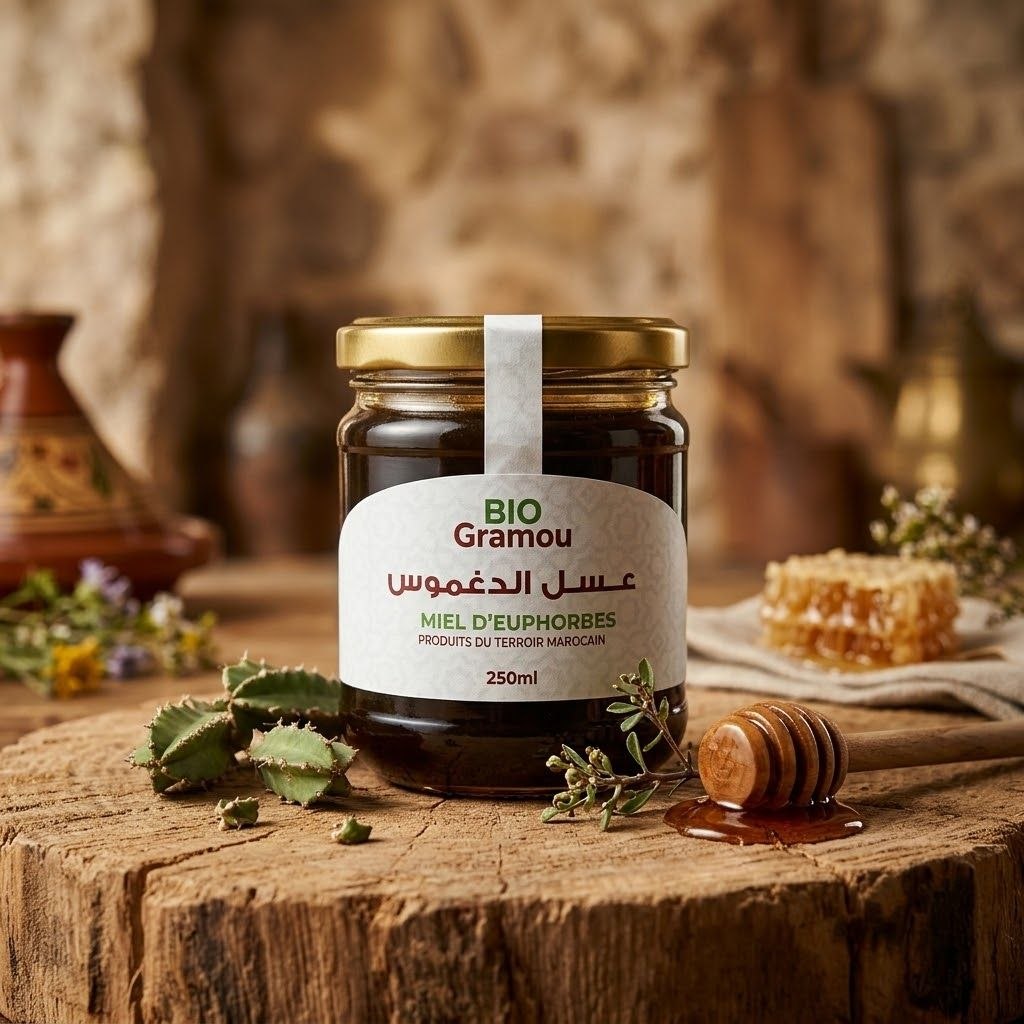 BIO
Gramou
عسل الدغموس
MIEL D'EUPHORBES
PRODUITS DU TERROIR MAROCAIN
250ml